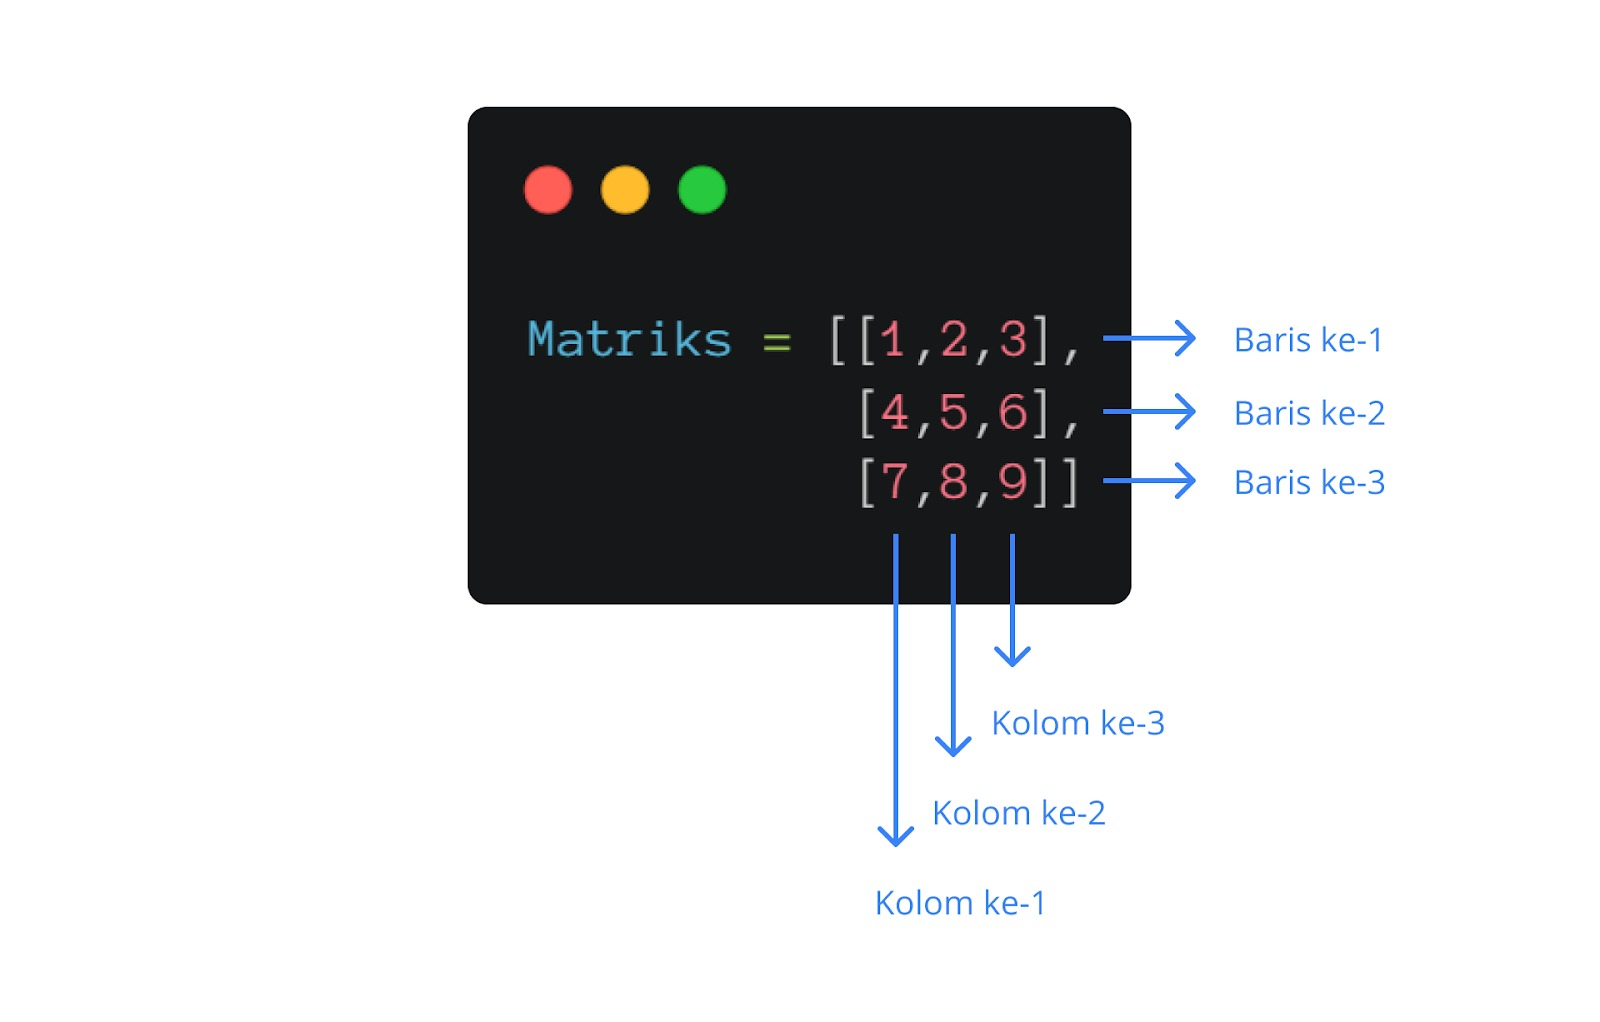 Matriks = [[1,2,3], Baris ke-1
[4,5,6], Baris ke-2
[7,8,9]] Baris ke-3
Kolom ke-3
Kolom ke-2
Kolom ke-1